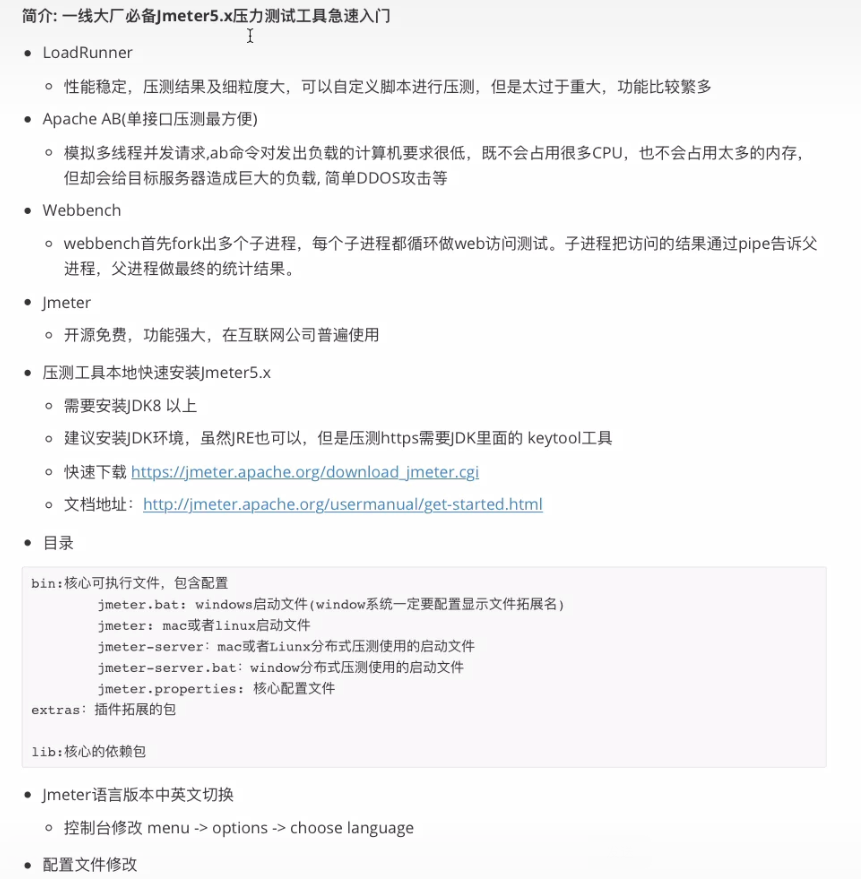 简介: 一线大厂必备Jmeter5.x压力测试工具急速入门
LoadRunner
性能稳定，压测结果及细粒度大，可以自定义脚本进行压测，但是太过于重大，功能比较繁多
Apache AB(单接口压测最方便)
模拟多线程并发请求,ab命令对发出负载的计算机要求很低，既不会占用很多CPU，也不会占用太多的内存，
但却会给目标服务器造成巨大的负载, 简单DDOS攻击等
Webbench
webbench首先fork出多个子进程，每个子进程都循环做web访问测试。子进程把访问的结果通过pipe告诉父
进程，父进程做最终的统计结果。
Jmeter
开源免费，功能强大，在互联网公司普遍使用
压测工具本地快速安装Jmeter5.x
需要安装JDK8 以上
建议安装JDK环境，虽然JRE也可以，但是压测https需要JDK里面的 keytool工具
快速下载 https://jmeter.apache.org/download_jmeter.cgi
文档地址：http://jmeter.apache.org/usermanual/get-started.html
目录
bin:核心可执行文件，包含配置
jmeter.bat: windows启动文件(window系统一定要配置显示文件拓展名)
jmeter: mac或者linux启动文件
jmeter-server：mac或者Liunx分布式压测使用的启动文件
jmeter-server.bat：window分布式压测使用的启动文件
jmeter.properties: 核心配置文件
extras：插件拓展的包
lib:核心的依赖包
Jmeter语言版本中英文切换
控制台修改 menu -> options -> choose language
配置文件修改